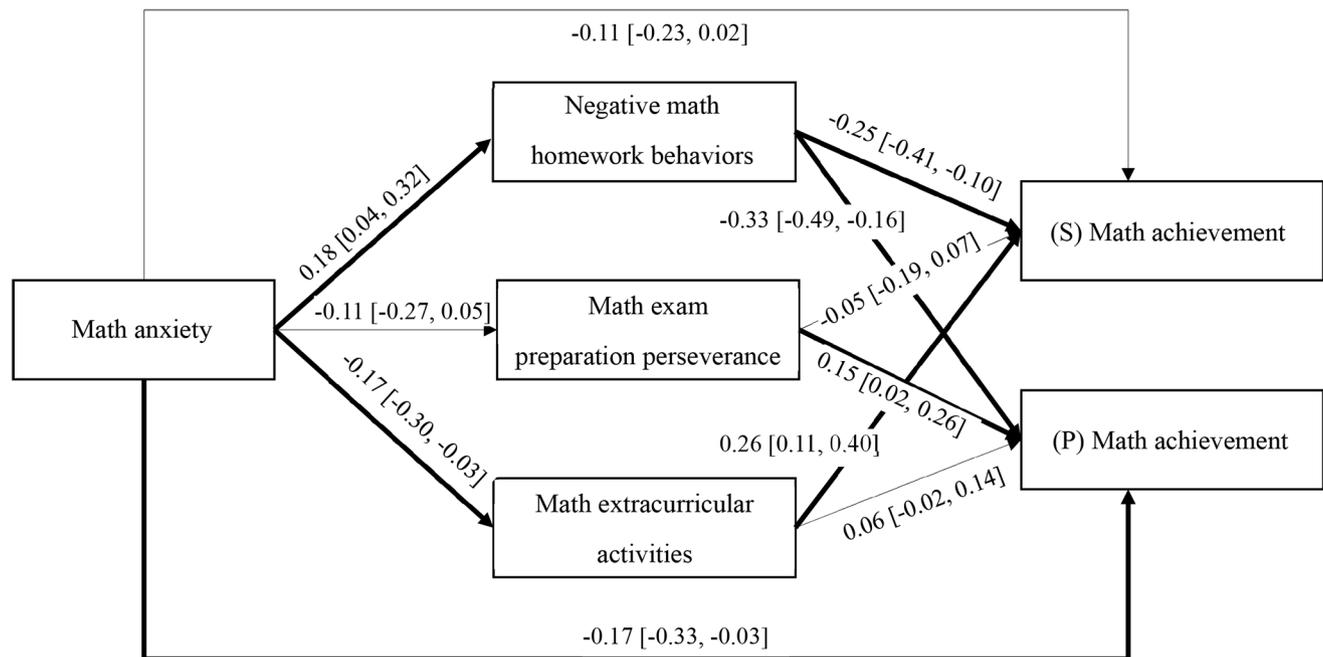 -0.11 [-0.23, 0.02]
Negative math
homework behaviors
-0.25 [-0.41, -0.10]
0.18 [0.04, 0.32]
-0.33 [-0.49, -0.16]
(S) Math achievement
-0.05 [-0.19, 0.07]
Math anxiety
-0.11 [-0.27, 0.05]
Math exam
preparation perseverance
0.15 [0.02, 0.26]
-0.17 [-0.30, -0.03]
0.26 [0.11, 0.40]
(P) Math achievement
Math extracurricular
activities
0.06 [-0.02, 0.14]
-0.17 [-0.33, -0.03]